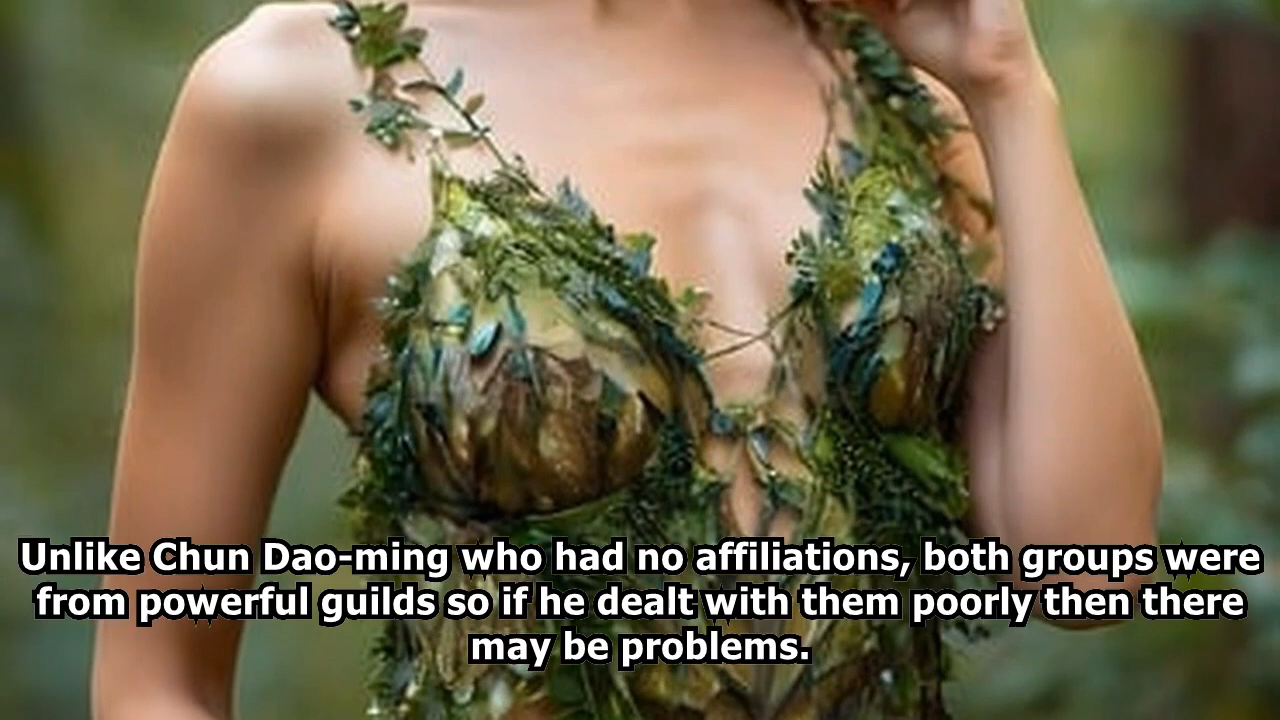 Unlike Chun Dao-ming who had no affiliations, both groups were
from powerful guilds so if he dealt with them poorly then there
may be problems.